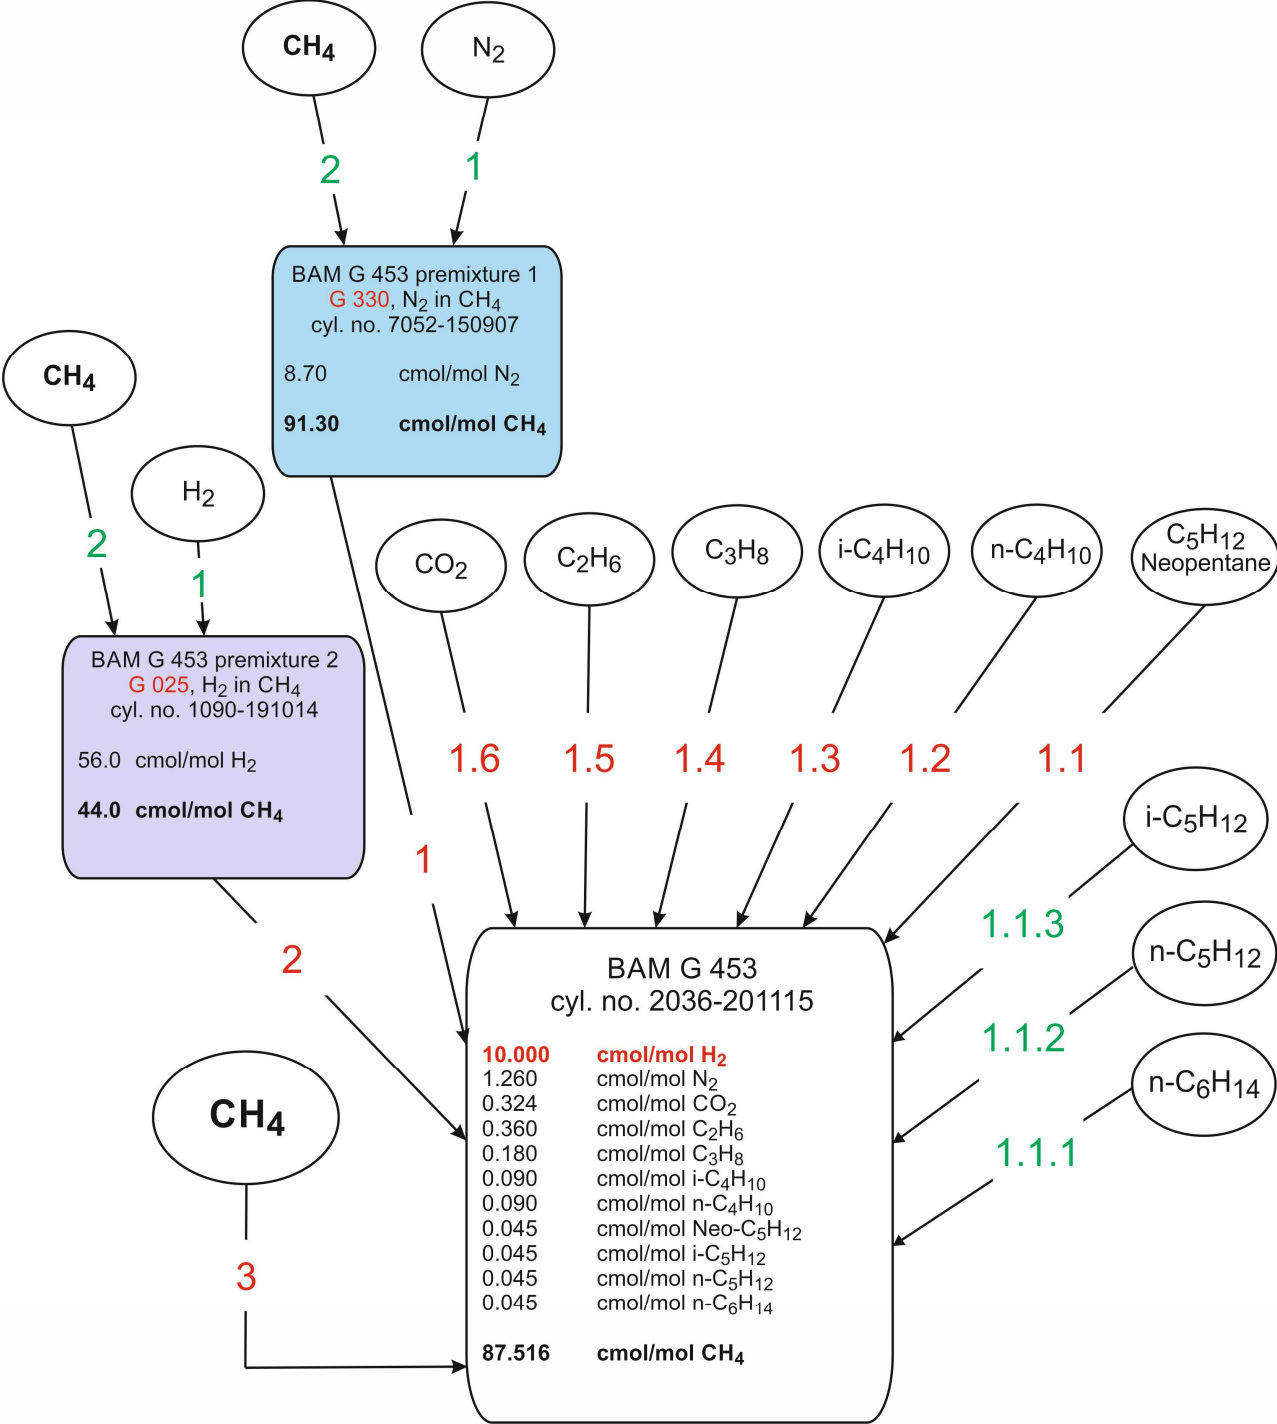 CH4
N2
2
1
BAM G 453 premixture 1
G 330, N2 in CH4
cyl. no. 7052-150907
8.70 cmol/mol N2
91.30 cmol/mol CH4
CH4
H2
2
1
BAM G 453 premixture 2
G 025, H2 in CH4
cyl. no. 1090-191014
56.0 cmol/mol H2
44.0 cmol/mol CH4
CO2
C2H6
C3H8
i-C4H10
n-C4H10
C5H12
Neopentane
1.6
1.5
1.4
1.3
1.2
1.1
i-C5H12
1
1.1.3
n-C5H12
2
1.1.2
n-C6H14
1.1.1
BAM G 453
cyl. no. 2036-201115
10.000 cmol/mol H2
1.260 cmol/mol N2
0.324 cmol/mol CO2
0.360 cmol/mol C2H6
0.180 cmol/mol C3H8
0.090 cmol/mol i-C4H10
0.090 cmol/mol n-C4H10
0.045 cmol/mol Neo-C5H12
0.045 cmol/mol i-C5H12
0.045 cmol/mol n-C5H12
0.045 cmol/mol n-C6H14
87.516 cmol/mol CH4
CH4
3